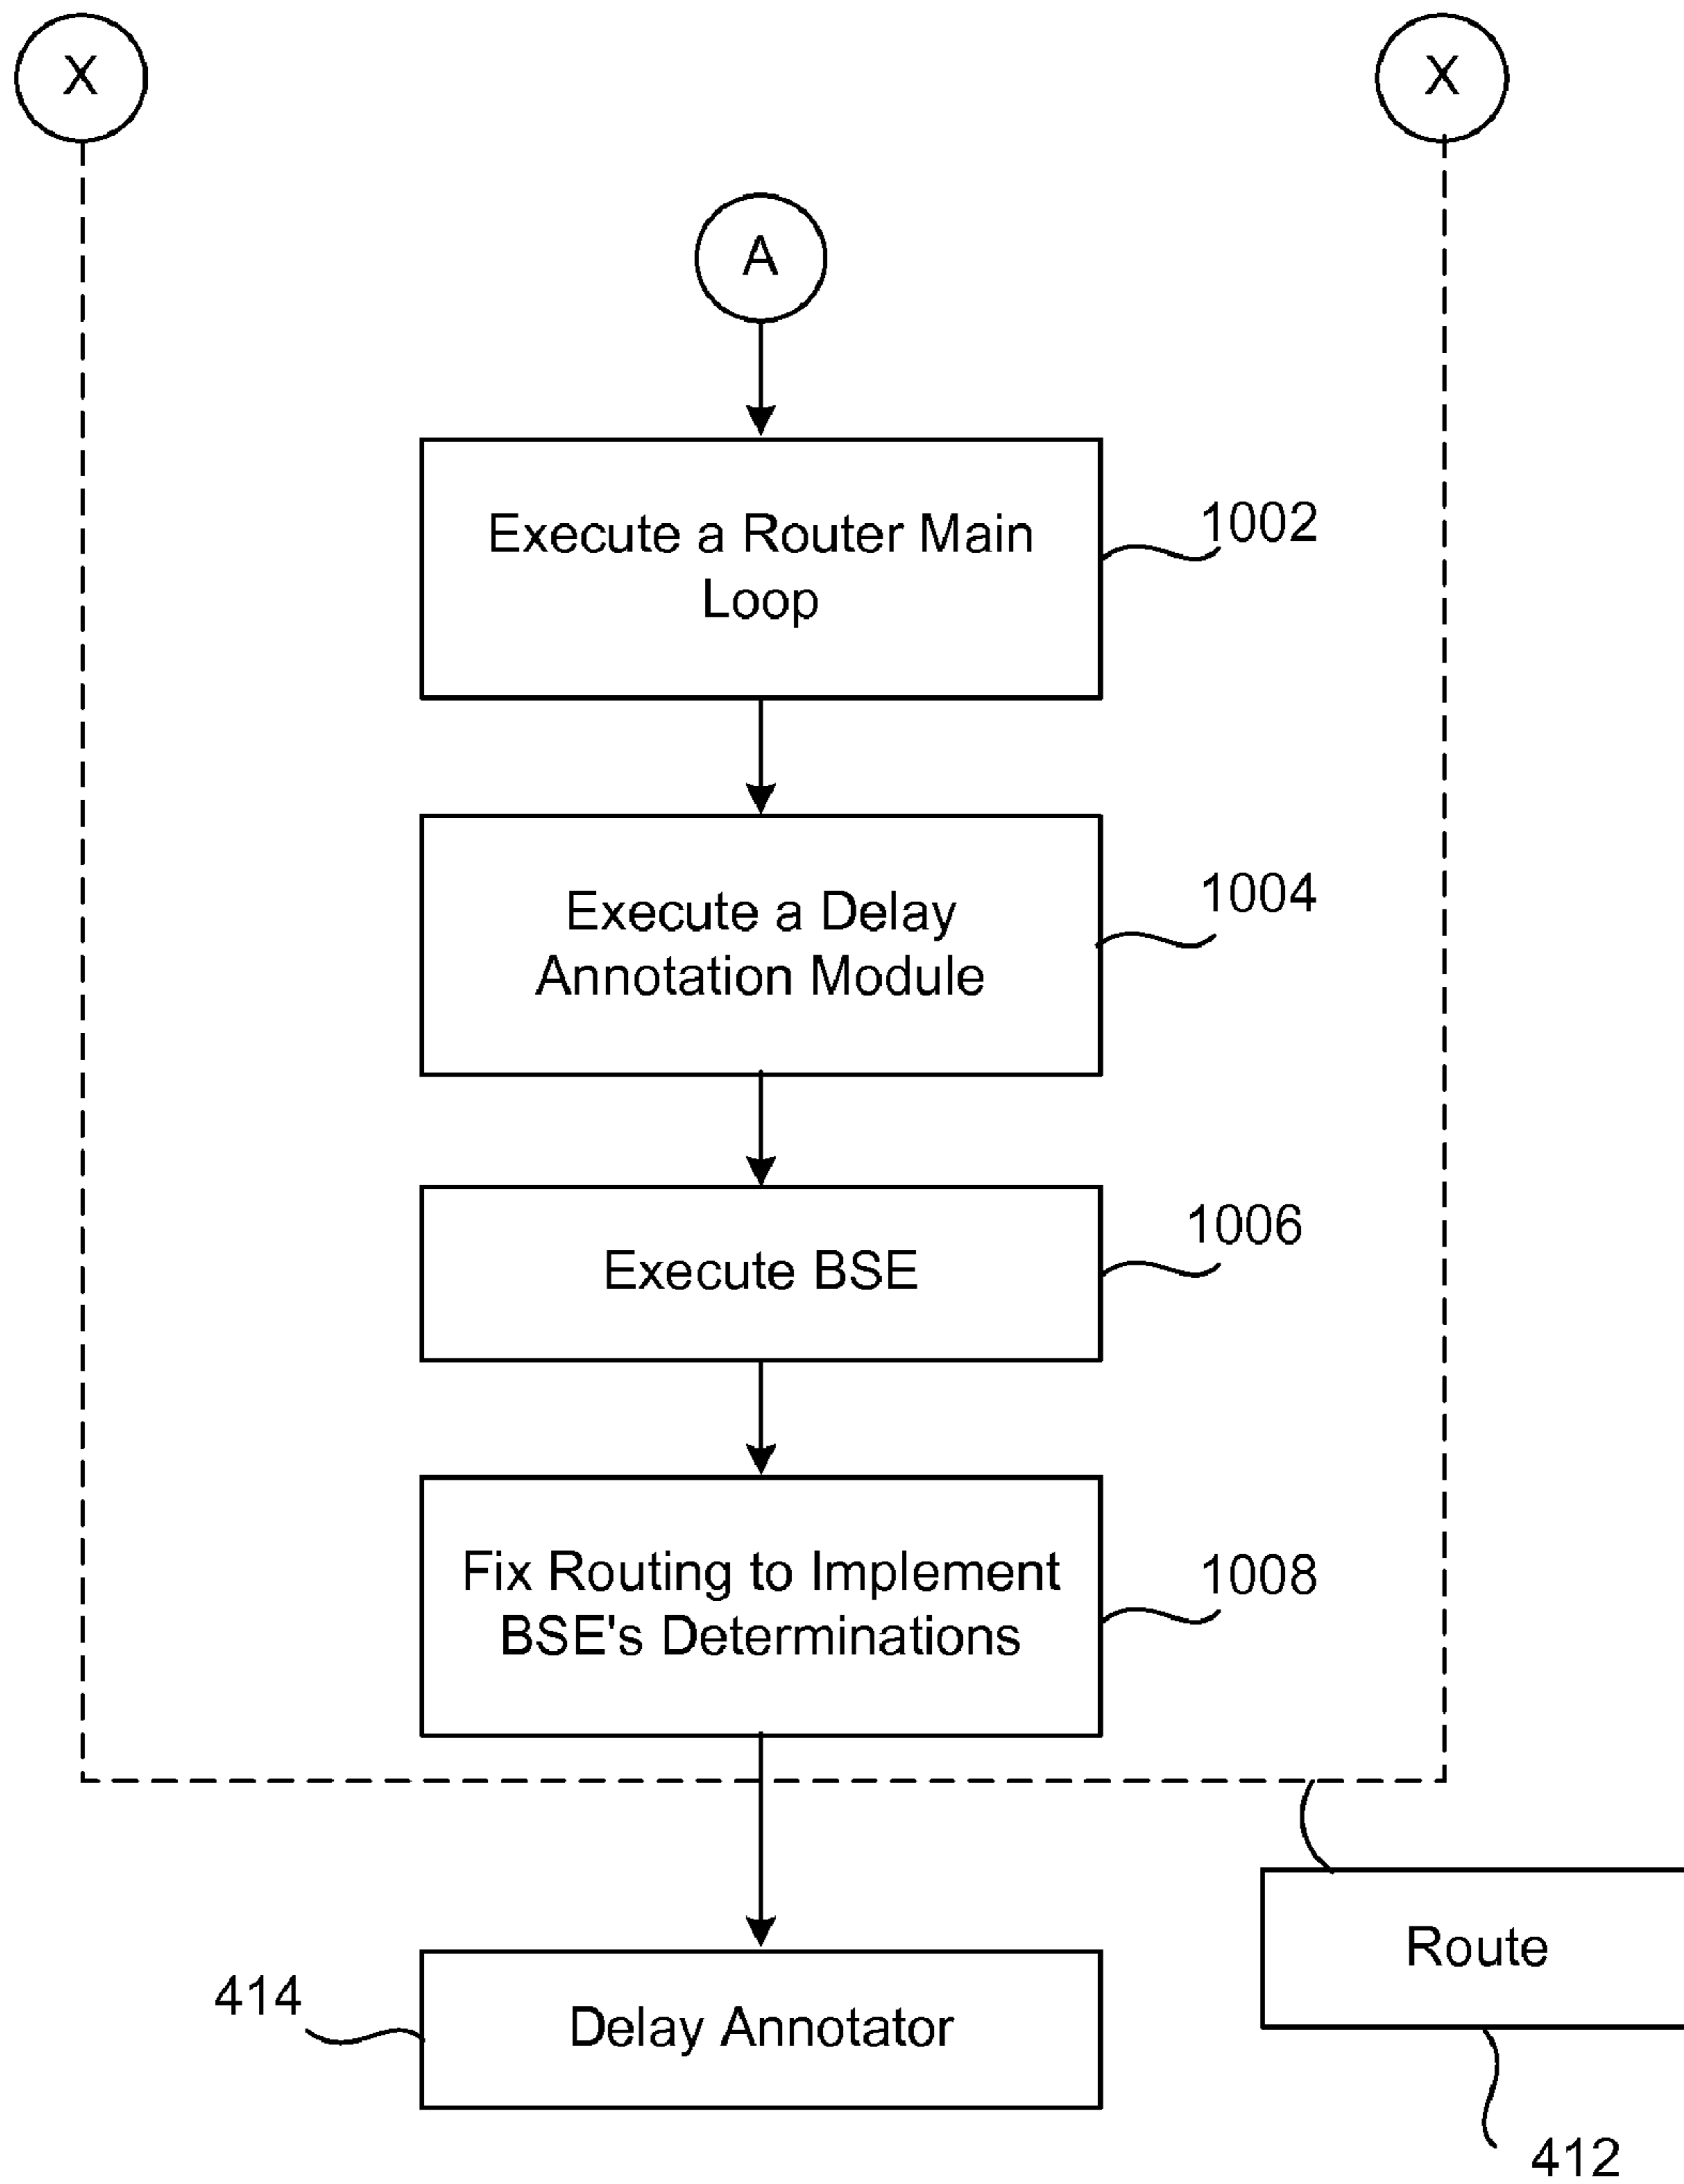 X
X
A
Execute a Router Main
Loop
1002
Execute a Delay
Annotation Module
1004
Execute BSE
1006
Fix Routing to Implement
BSE's Determinations
1008
Route
412
414
Delay Annotator